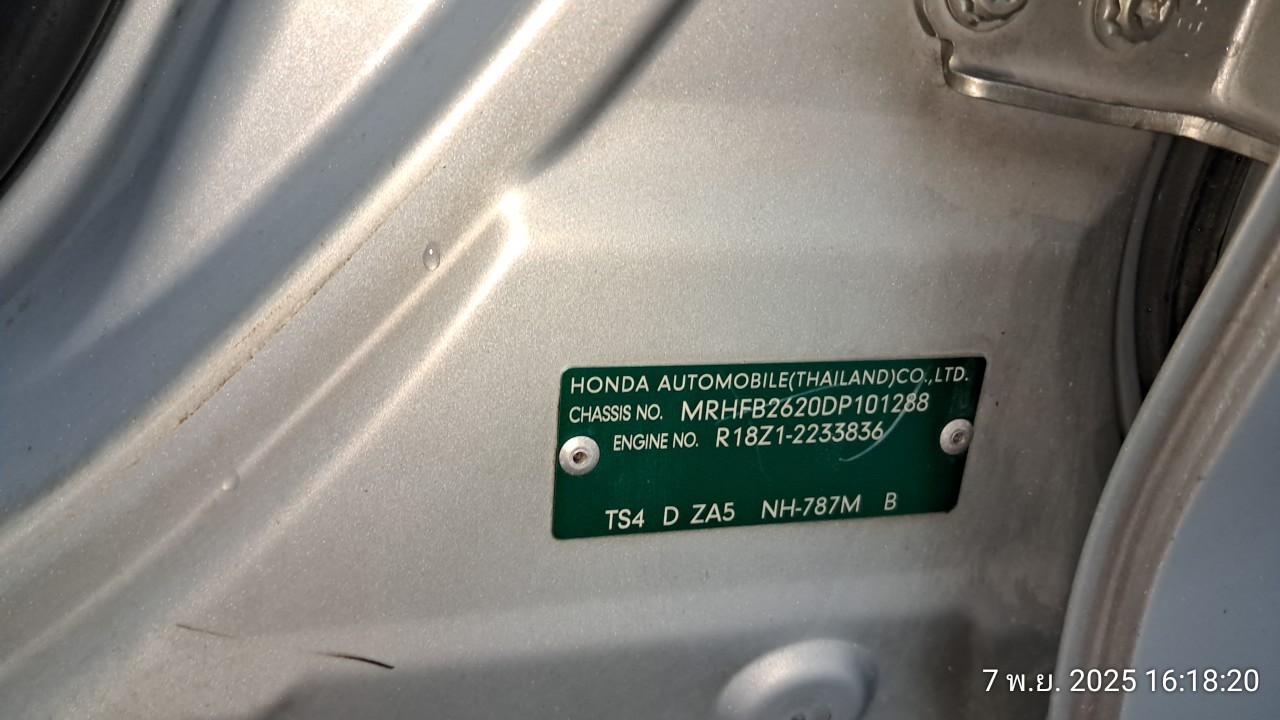 HONDA AUTOMOBILE(THAILAND)CO.,LTD.
CHASSIS NO. MRHFB2620DP101288
ENGINE NO. R18Z1-2233836
TS4 D ZA5 NH-787M B
7 พ.ย. 2025 16:18:20